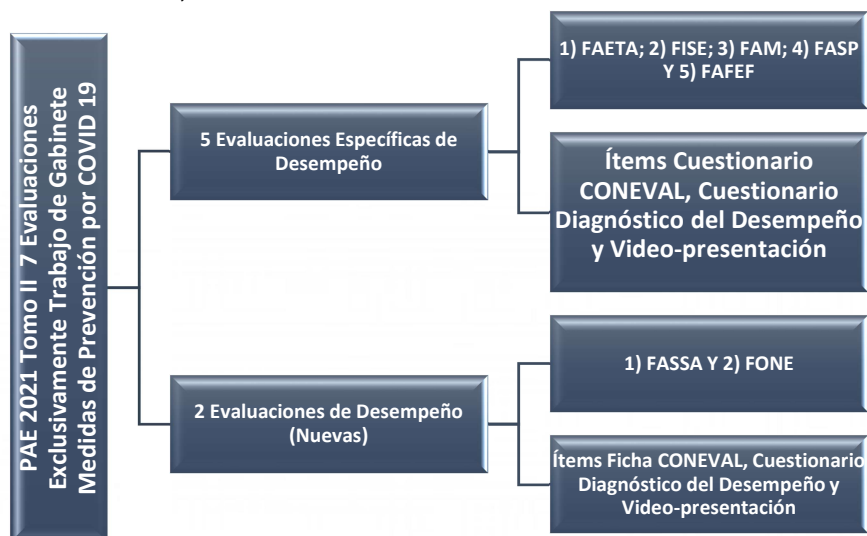 PAE 2021 Tomo II 7 Evaluaciones
Exclusivamente Trabajo de Gabinete
Medidas de Prevención por COVID 19
5 Evaluaciones Específicas de
Desempeño
1) FAETA; 2) FISE; 3) FAM; 4) FASP
Y 5) FAFEF
Ítems Cuestionario
CONEVAL, Cuestionario
Diagnóstico del Desempeño
y Video-presentación
2 Evaluaciones de Desempeño
(Nuevas)
1) FASSA Y 2) FONE
Ítems Ficha CONEVAL, Cuestionario
Diagnóstico del Desempeño y
Video-presentación